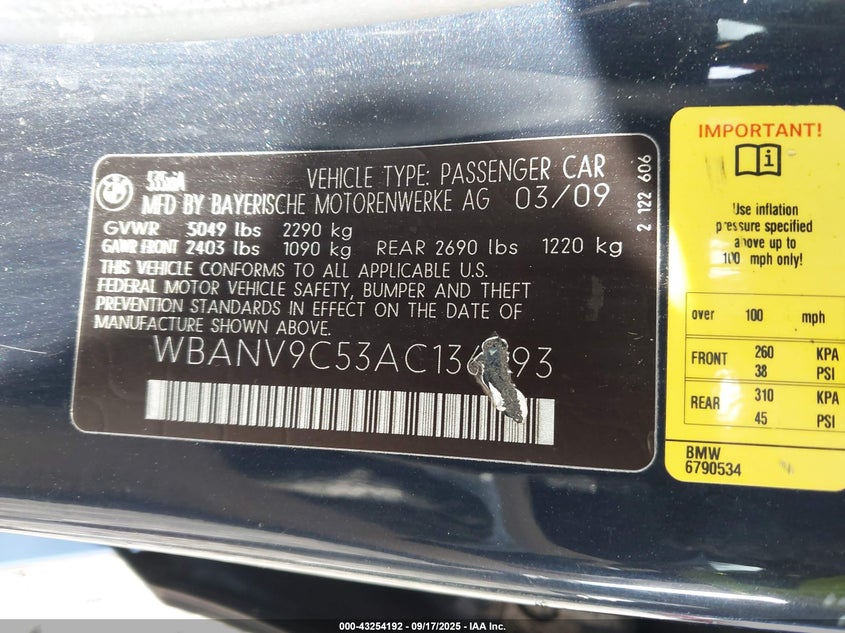 535xiA
VEHICLE TYPE: PASSENGER CAR
MFD BY BAYERISCHE MOTORENWERKE AG 03/09
GVWR 5049 lbs 2290 kg
GAWR FRONT 2403 lbs 1090 kg REAR 2690 lbs 1220 kg
THIS VEHICLE CONFORMS TO ALL APPLICABLE U.S.
FEDERAL MOTOR VEHICLE SAFETY, BUMPER AND THEFT
PREVENTION STANDARDS IN EFFECT ON THE DATE OF
MANUFACTURE SHOWN ABOVE.
2 122 606
IMPORTANT!
Use inflation
pressure specified
above up to
100 mph only!
over 100 mph
FRONT 260 KPA
38 PSI
REAR 310 KPA
45 PSI
BMW
6790534
000-43254192 - 09/17/2025 - IAA Inc.